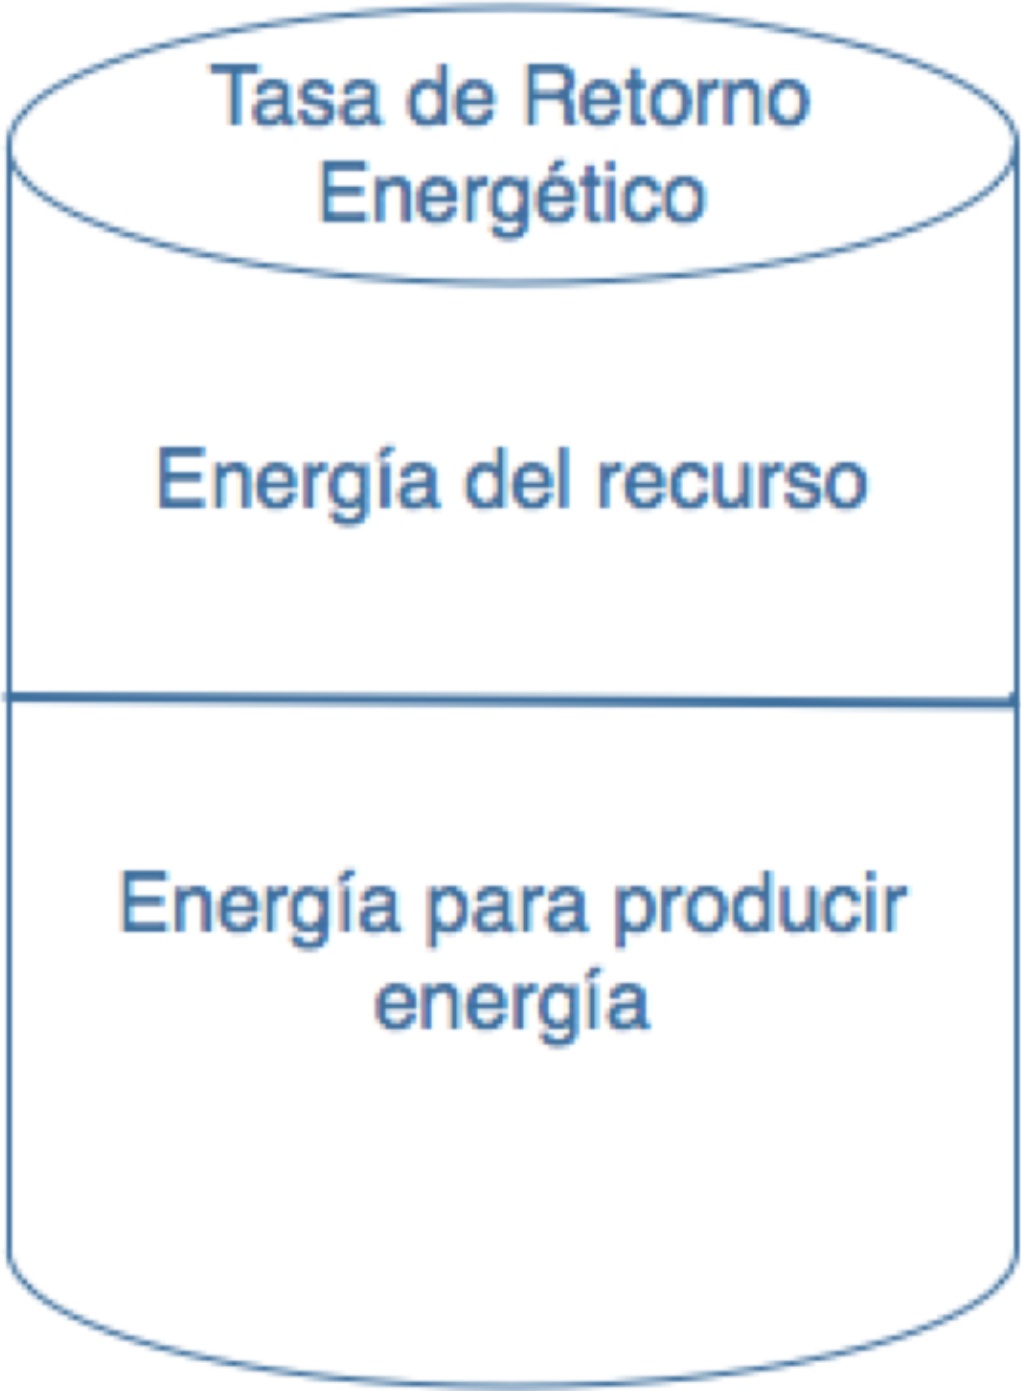 Tasa de Retorno
Energético
Energía del recurso
Energía para producir
energía